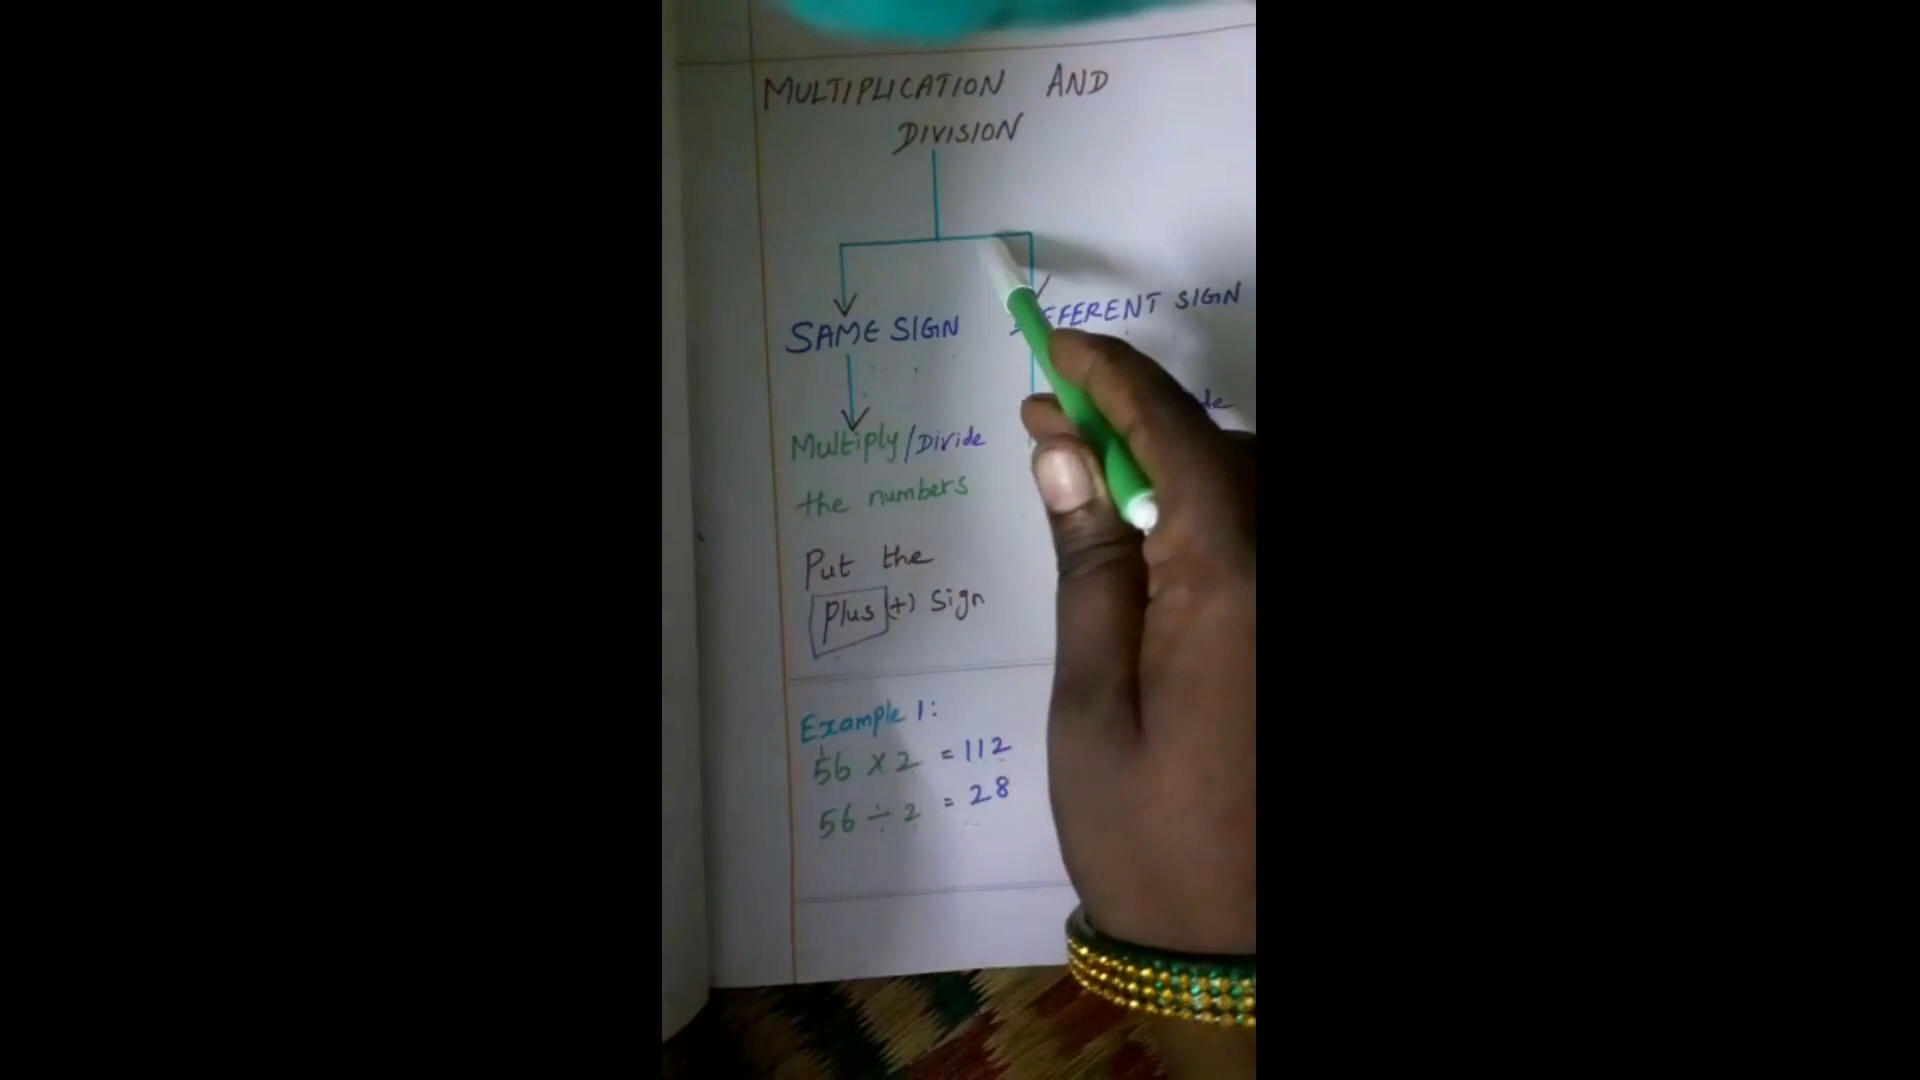 MULTIPLICATION AND
DIVISION
SAME SIGN
DIFFERENT SIGN
Multiply/Divide
the numbers
Put the
Plus (+) Sign
Example 1:
56 × 2 = 112
56 ÷ 2 = 28